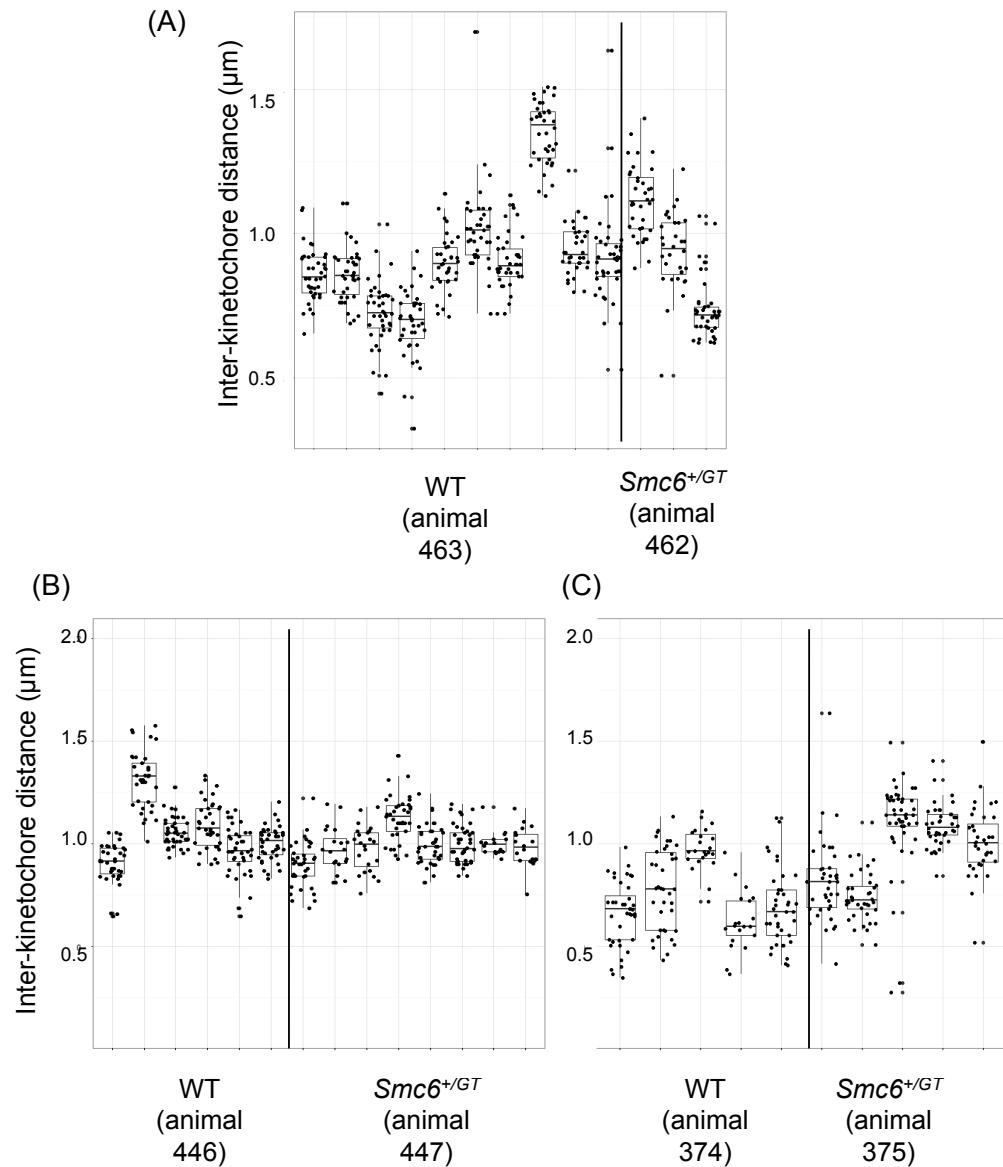 (A)
Inter-kinetochore distance (µm)
1.5
1.0
0.5
WT
(animal
463)
Smc6+/GT
(animal
462)
(B)
Inter-kinetochore distance (µm)
2.0
1.5
1.0
0.5
WT
(animal
446)
Smc6+/GT
(animal
447)
(C)
2.0
1.5
1.0
0.5
WT
(animal
374)
Smc6+/GT
(animal
375)